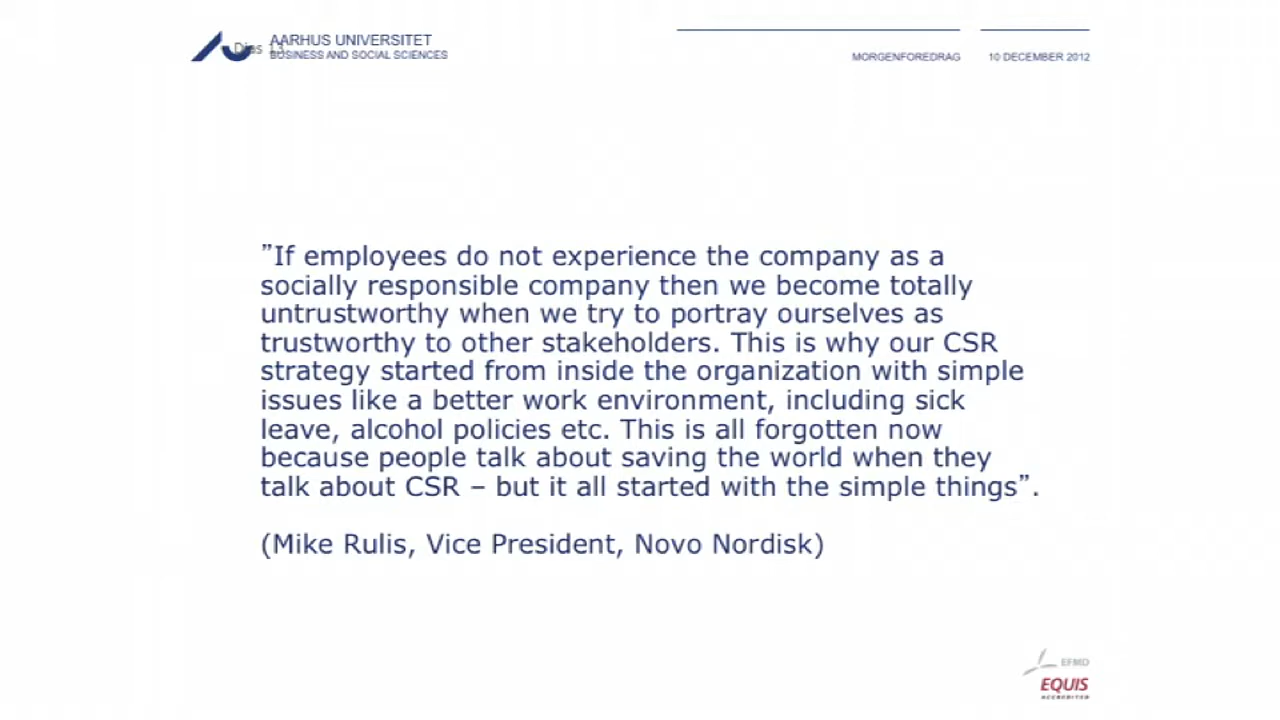 AARHUS UNIVERSITET
BUSINESS AND SOCIAL SCIENCES
Dias 13
MORGENFOREDRAG
10 DECEMBER 2012
”If employees do not experience the company as a
socially responsible company then we become totally
untrustworthy when we try to portray ourselves as
trustworthy to other stakeholders. This is why our CSR
strategy started from inside the organization with simple
issues like a better work environment, including sick
leave, alcohol policies etc. This is all forgotten now
because people talk about saving the world when they
talk about CSR – but it all started with the simple things”.
(Mike Rulis, Vice President, Novo Nordisk)
EFMD
EQUIS
ACCREDITED